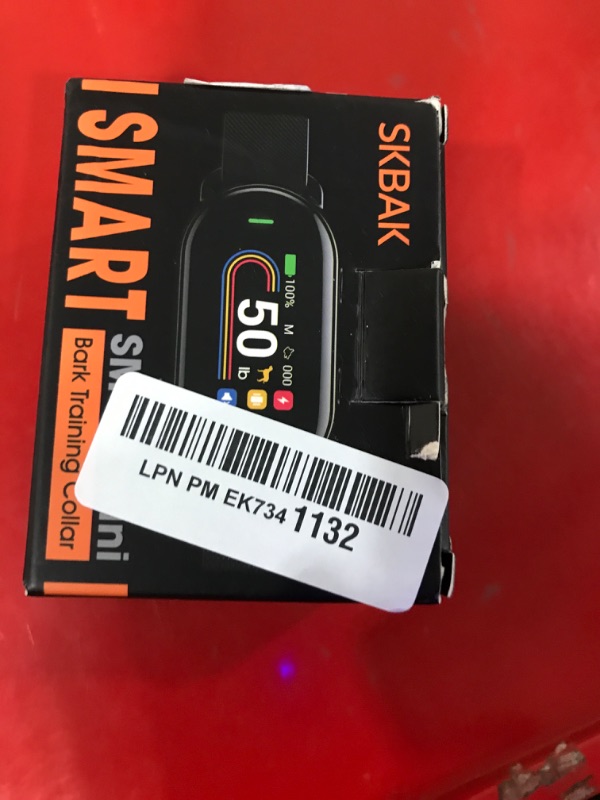 SKBAK
100% M 000
50
lb
SMART
Bark Training Collar
LPN PM EK734 1132